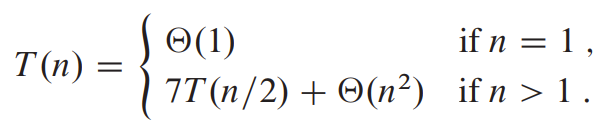 T(n) = { Θ(1) if n = 1 ,
7T(n/2) + Θ(n²) if n > 1 .